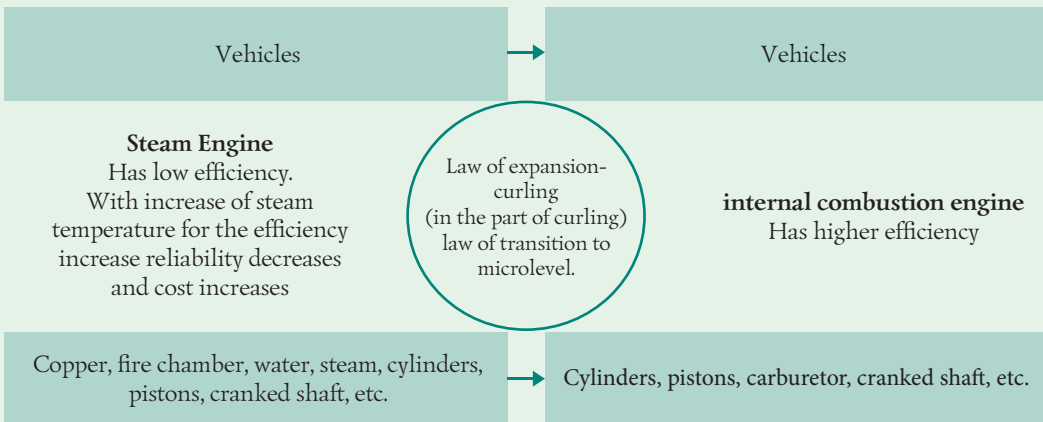 Vehicles
Vehicles
Steam Engine
Has low efficiency.
With increase of steam
temperature for the efficiency
increase reliability decreases
and cost increases
Law of expansion-
curling
(in the part of curling)
law of transition to
microlevel.
internal combustion engine
Has higher efficiency
Copper, fire chamber, water, steam, cylinders,
pistons, cranked shaft, etc.
Cylinders, pistons, carburetor, cranked shaft, etc.